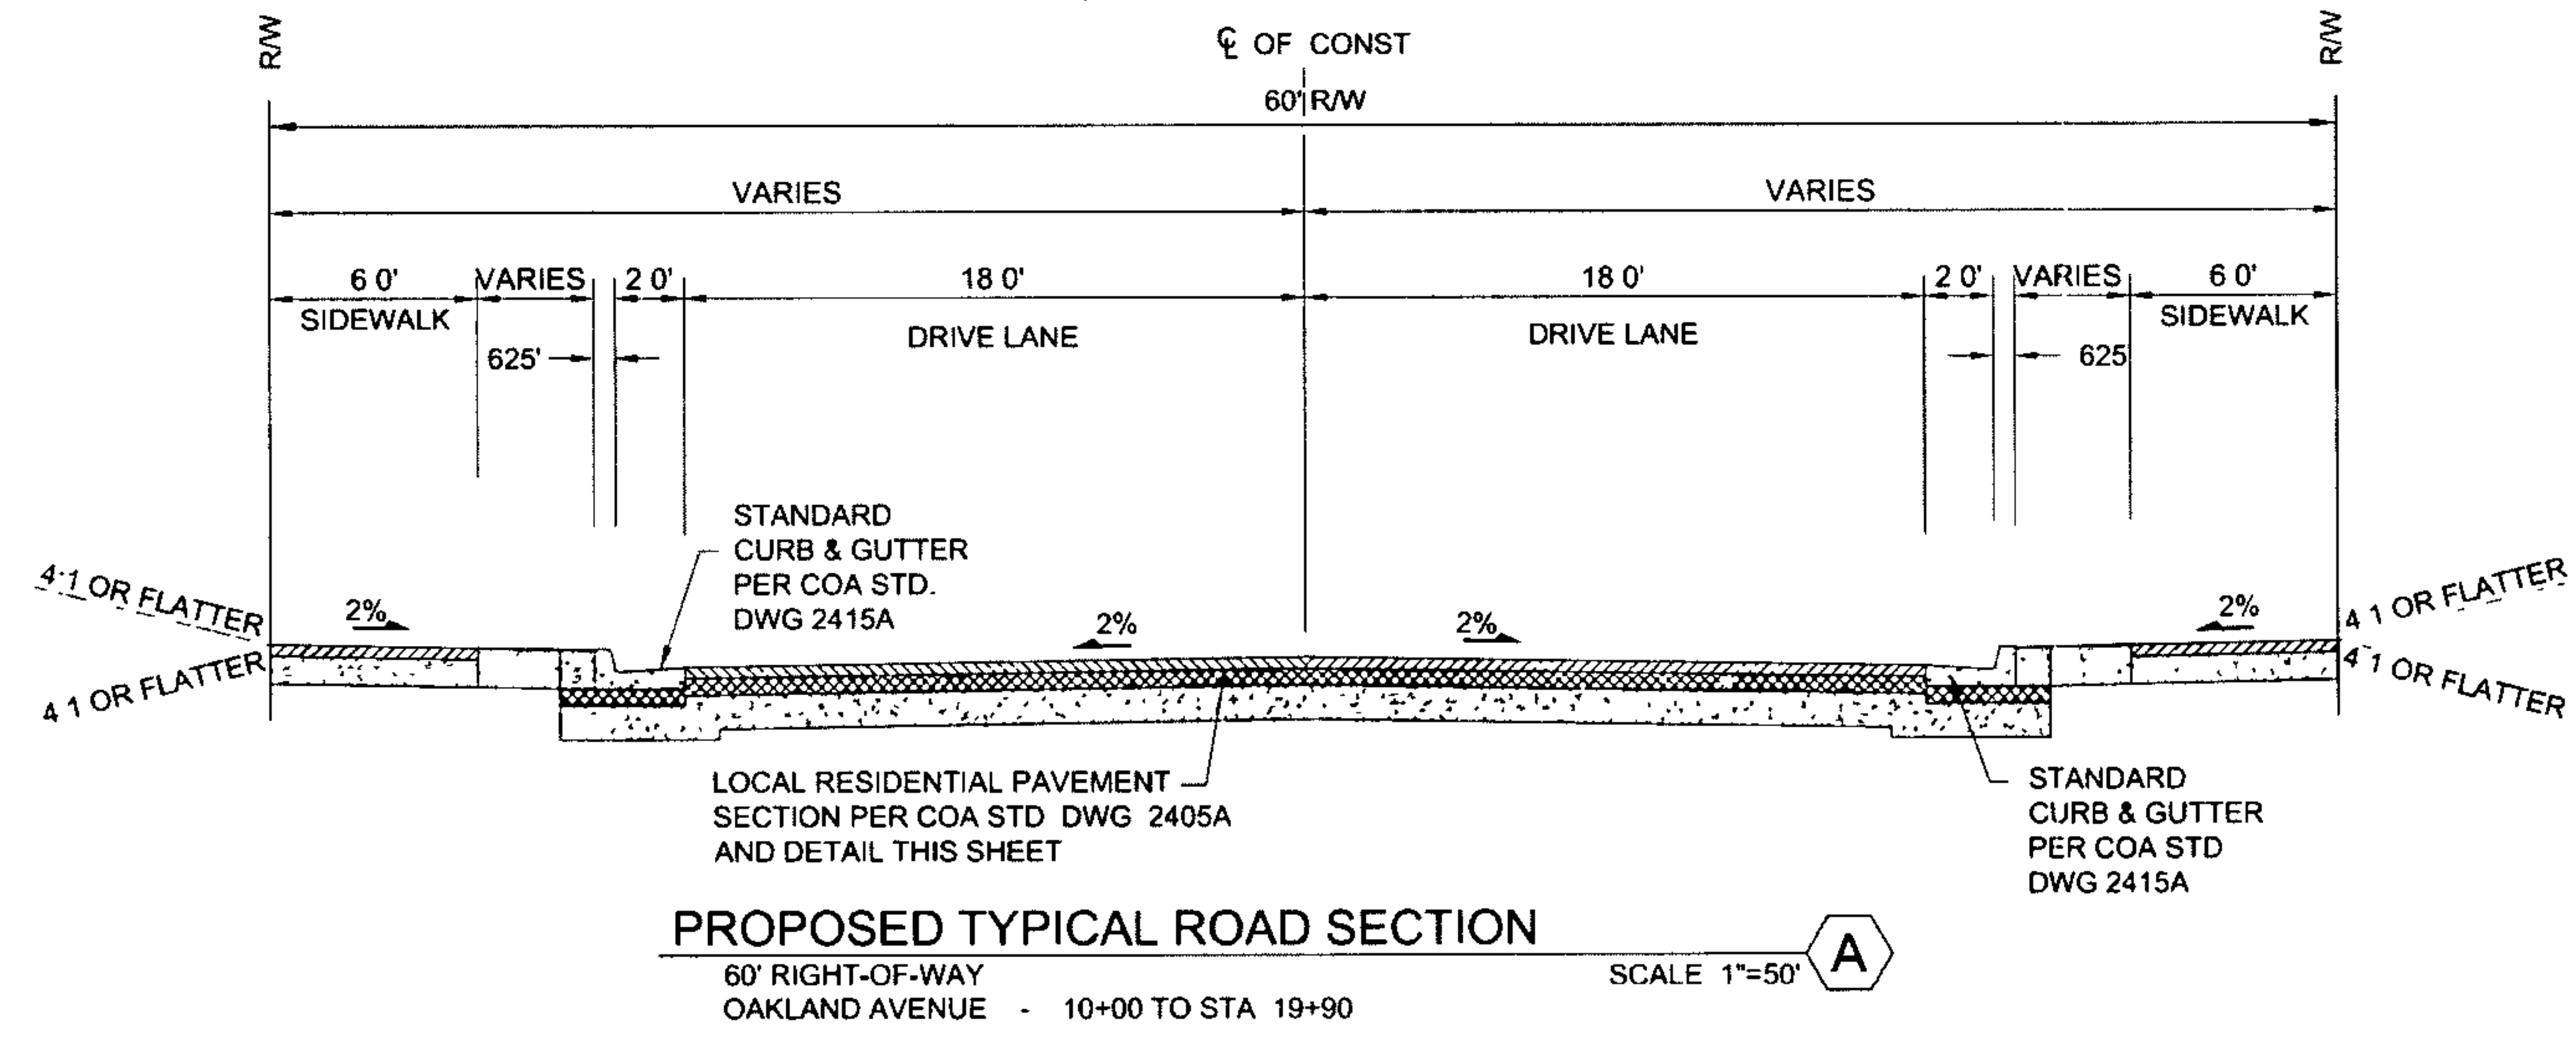 R/W
℄ OF CONST
R/W
60' R/W
VARIES
VARIES
6 0'
VARIES
2 0'
18 0'
18 0'
2 0'
VARIES
6 0'
SIDEWALK
DRIVE LANE
DRIVE LANE
SIDEWALK
625'
625
STANDARD
CURB & GUTTER
PER COA STD.
DWG 2415A
4:1 OR FLATTER
4 1 OR FLATTER
2%
2%
2%
2%
4 1 OR FLATTER
4 1 OR FLATTER
LOCAL RESIDENTIAL PAVEMENT
SECTION PER COA STD DWG 2405A
AND DETAIL THIS SHEET
STANDARD
CURB & GUTTER
PER COA STD
DWG 2415A
PROPOSED TYPICAL ROAD SECTION
A
60' RIGHT-OF-WAY
SCALE 1"=50'
OAKLAND AVENUE - 10+00 TO STA 19+90